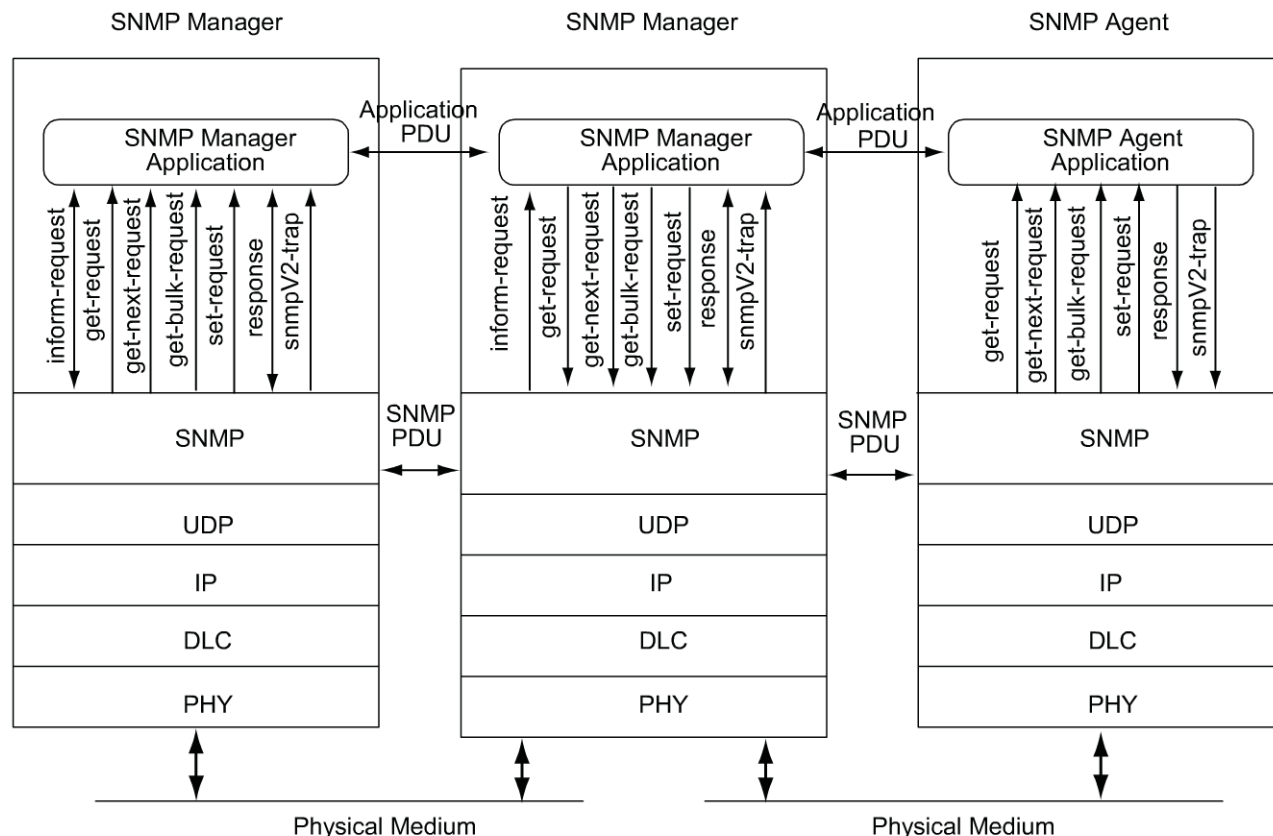 SNMP Manager
SNMP Manager
SNMP Agent
Application
PDU
Application
PDU
SNMP Manager
Application
SNMP Manager
Application
SNMP Agent
Application
inform-request
get-request
get-next-request
get-bulk-request
set-request
response
snmpV2-trap
inform-request
get-request
get-next-request
get-bulk-request
set-request
response
snmpV2-trap
get-request
get-next-request
get-bulk-request
set-request
response
snmpV2-trap
SNMP
PDU
SNMP
PDU
SNMP
UDP
IP
DLC
PHY
SNMP
UDP
IP
DLC
PHY
SNMP
UDP
IP
DLC
PHY
Physical Medium
Physical Medium